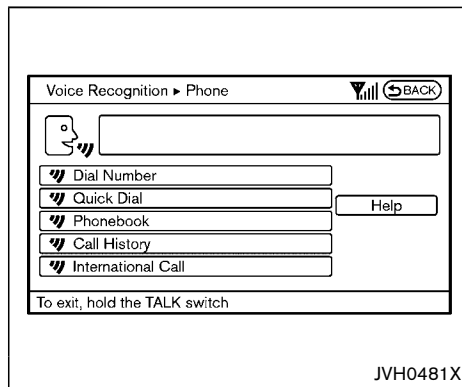 Voice Recognition ▸ Phone BACK
Dial Number
Quick Dial
Help
Phonebook
Call History
International Call
To exit, hold the TALK switch
JVH0481X